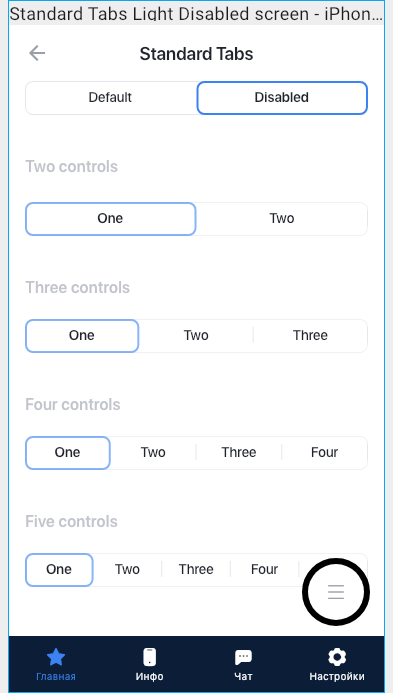 Standard Tabs Light Disabled screen - iPhon...
Standard Tabs
Default Disabled
Two controls
One Two
Three controls
One Two Three
Four controls
One Two Three Four
Five controls
One Two Three Four
Главная Инфо Чат Настройки